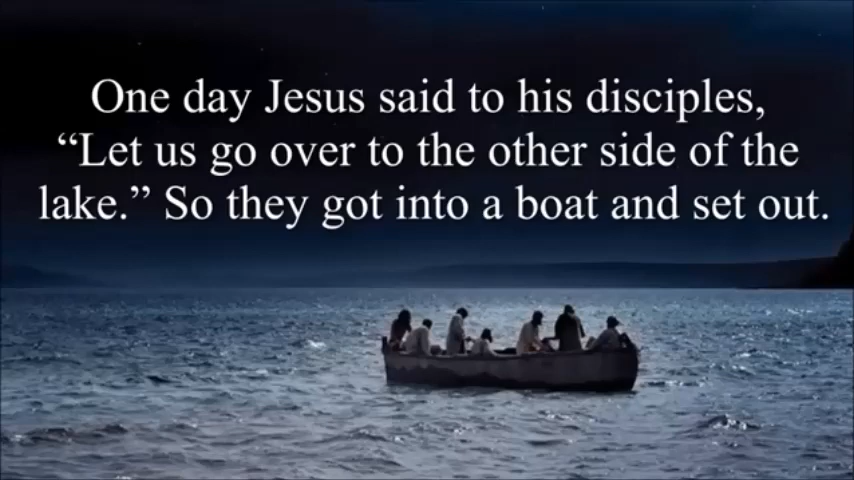 One day Jesus said to his disciples,
“Let us go over to the other side of the
lake.” So they got into a boat and set out.